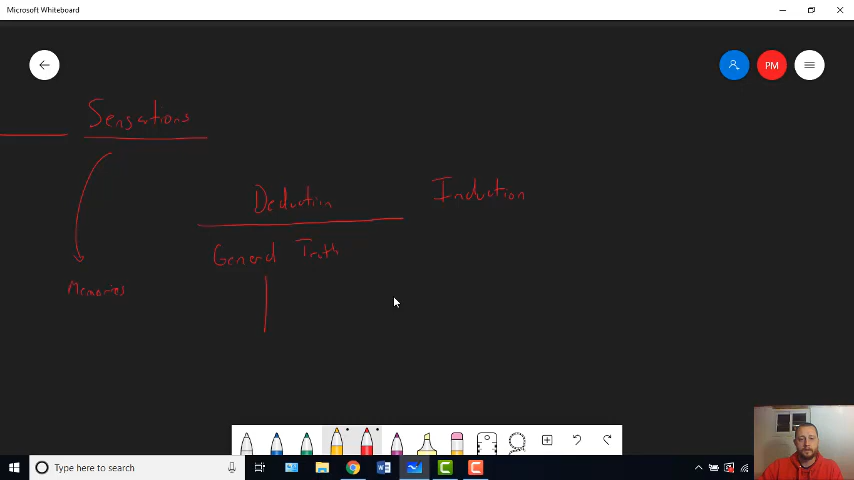 Microsoft Whiteboard
PM
Sensations
Deduction
Induction
General Truth
Memories
Type here to search